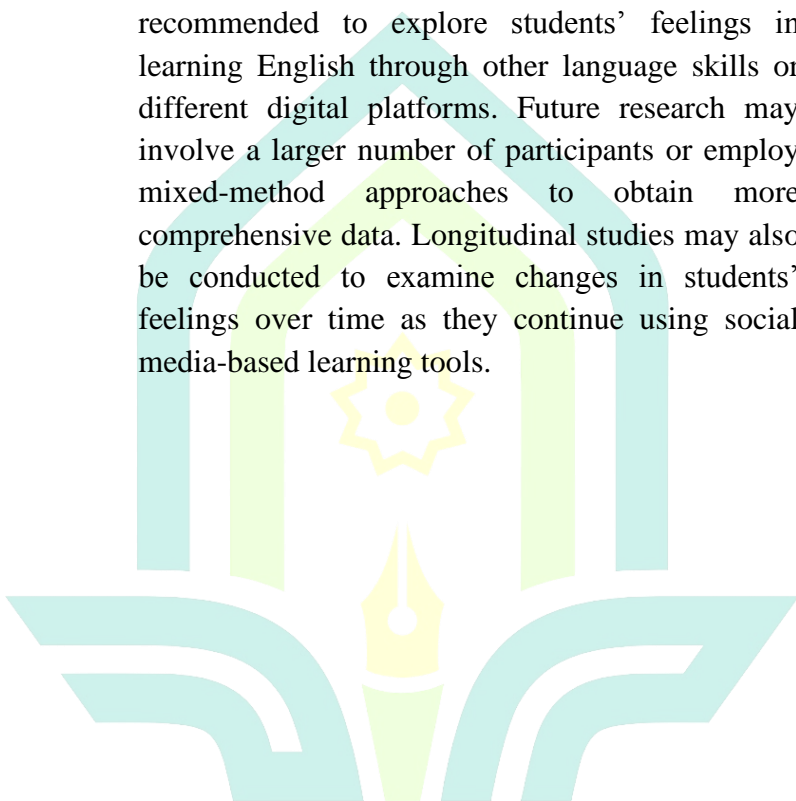 recommended to explore students’ feelings in
learning English through other language skills or
different digital platforms. Future research may
involve a larger number of participants or employ
mixed-method approaches to obtain more
comprehensive data. Longitudinal studies may also
be conducted to examine changes in students’
feelings over time as they continue using social
media-based learning tools.